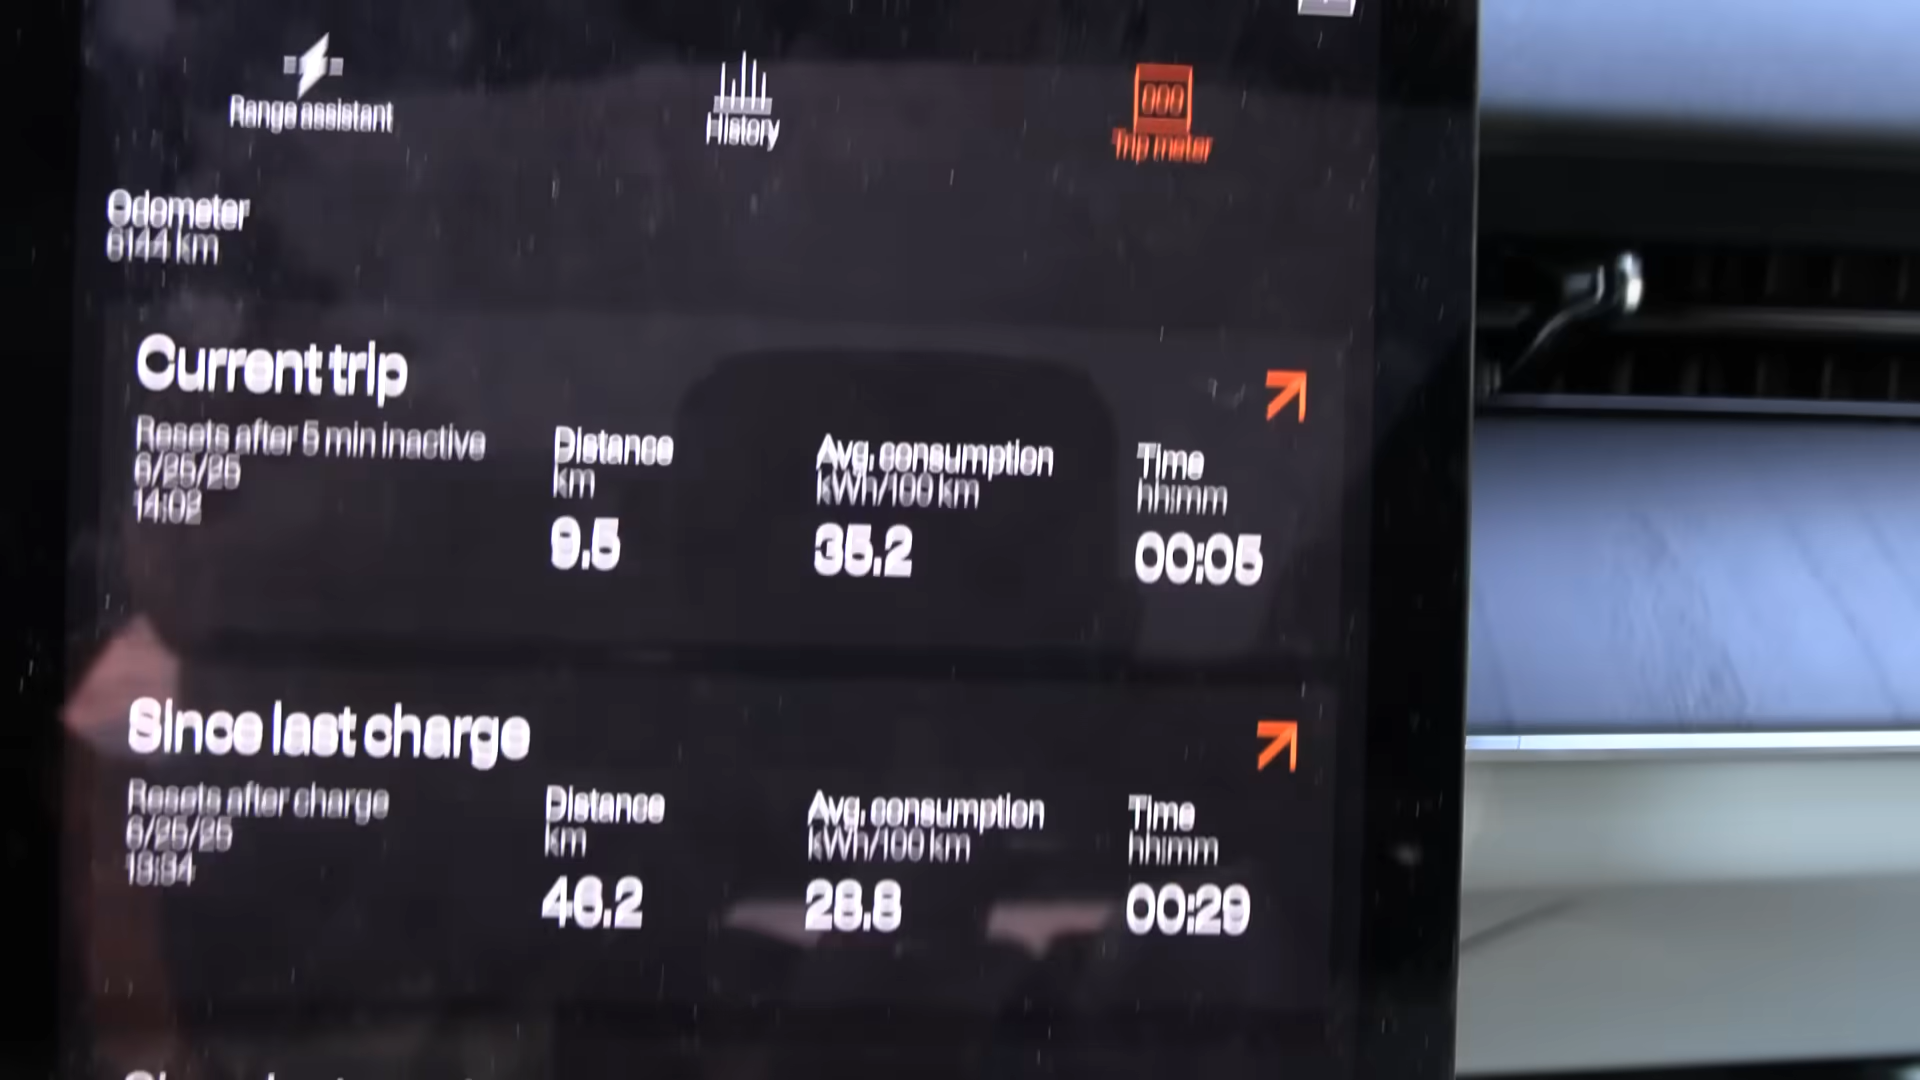 Range assistant
History
Trip meter
Odometer
6144 km
Current trip
Resets after 5 min inactive
6/25/25
14:02
Distance
km
9.5
Avg. consumption
kWh/100 km
35.2
Time
hh:mm
00:05
Since last charge
Resets after charge
6/25/25
Distance
km
46.2
Avg. consumption
kWh/100 km
28.8
Time
hh:mm
00:29